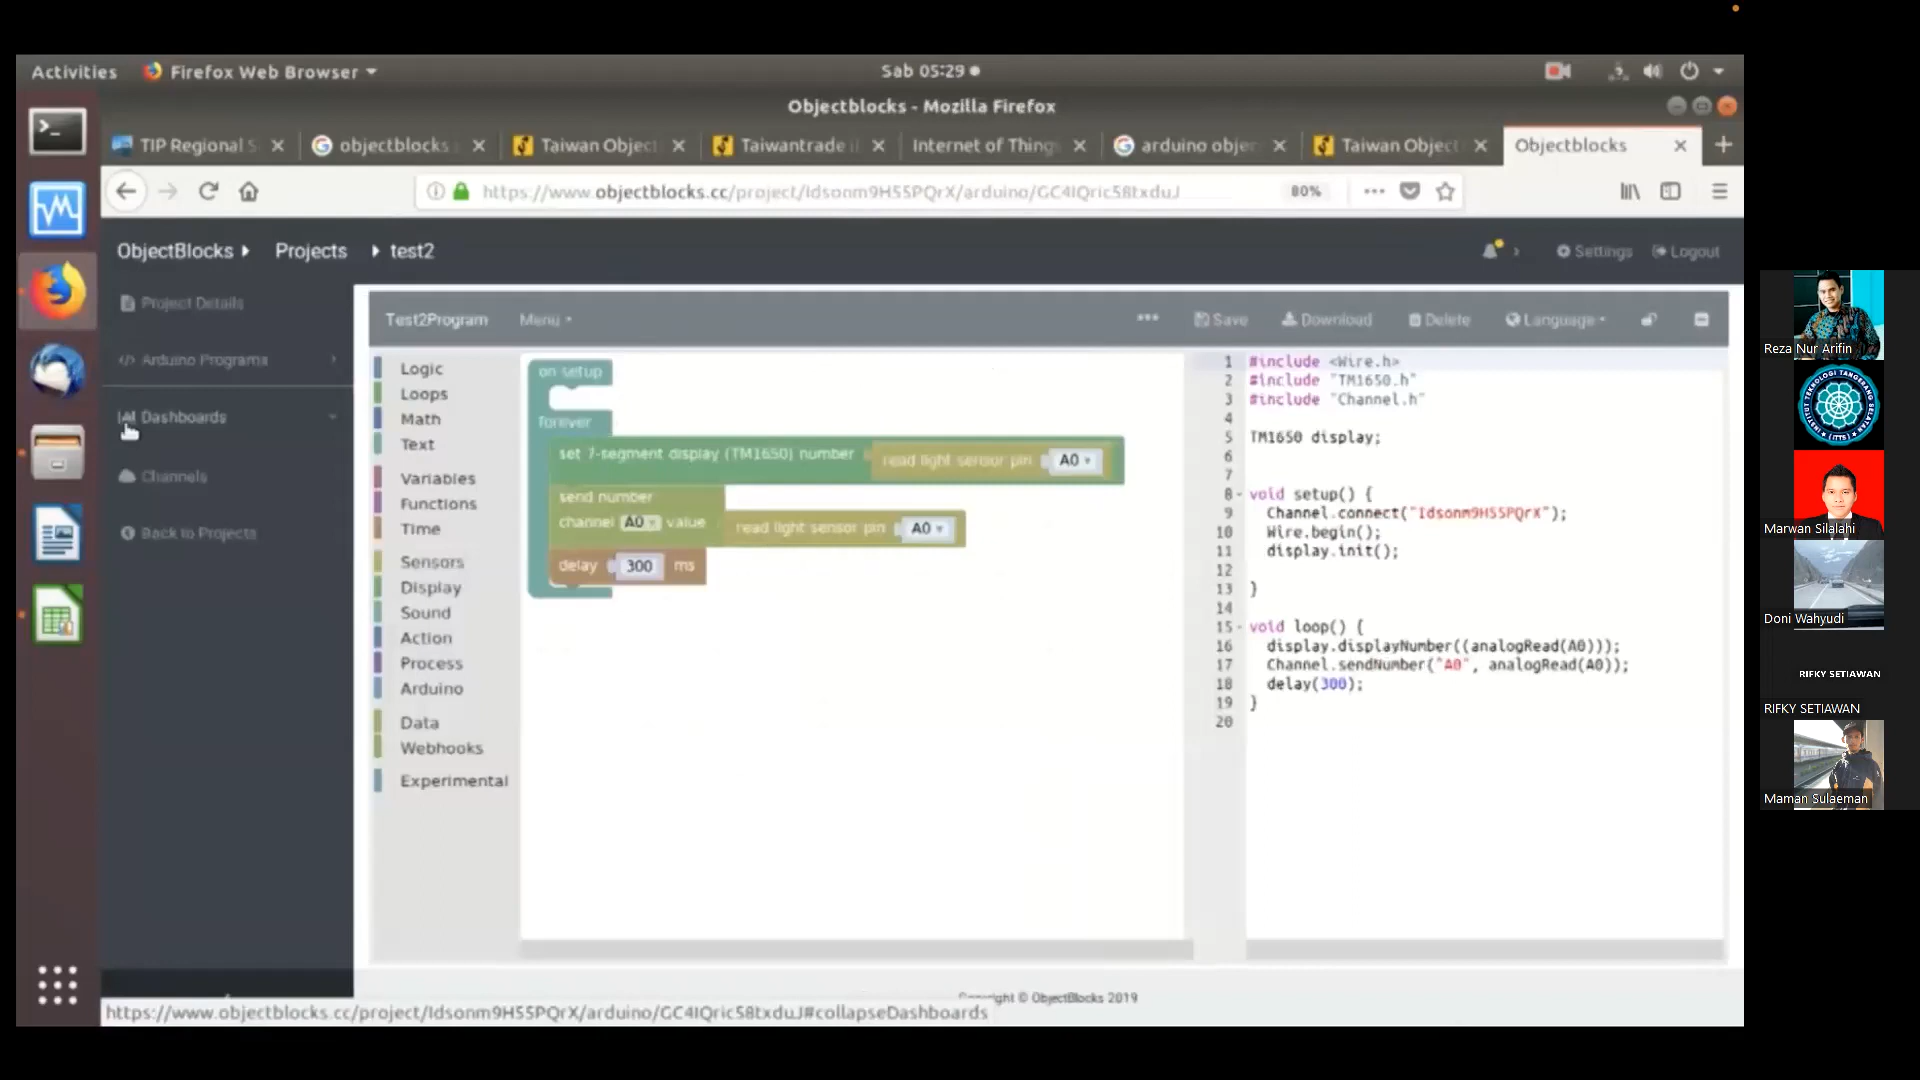 Activities Firefox Web Browser Sab 05:29
Objectblocks - Mozilla Firefox
TIP Regional S objectblocks Taiwan Object Taiwantrade i Internet of Things arduino objec Taiwan Object Objectblocks
https://www.objectblocks.cc/project/Idsonm9H55PQrX/arduino/GC4IQric58txduJ 80%
ObjectBlocks Projects test2 Settings Logout
Project Details
Arduino Programs
Dashboards
Channels
Back to Projects
Test2Program Menu Save Download Delete Language
Logic
Loops
Math
Text
Variables
Functions
Time
Sensors
Display
Sound
Action
Process
Arduino
Data
Webhooks
Experimental
on setup
forever
set 7-segment display (TM1650) number read light sensor pin A0
send number
channel A0 value read light sensor pin A0
delay 300 ms
1 #include <Wire.h>
2 #include "TM1650.h"
3 #include "Channel.h"
4
5 TM1650 display;
6
7
8 void setup() {
9 Channel.connect("Idsonm9H55PQrX");
10 Wire.begin();
11 display.init();
12
13 }
14
15 void loop() {
16 display.displayNumber((analogRead(A0)));
17 Channel.sendNumber("A0", analogRead(A0));
18 delay(300);
19 }
20
Copyright © ObjectBlocks 2019
https://www.objectblocks.cc/project/Idsonm9H55PQrX/arduino/GC4IQric58txduJ#collapseDashboards
Reza Nur Arifin
INSTITUT TEKNOLOGI TANGERANG SELATAN
(ITTS)
Marwan Silalahi
Doni Wahyudi
RIFKY SETIAWAN
RIFKY SETIAWAN
Maman Sulaeman